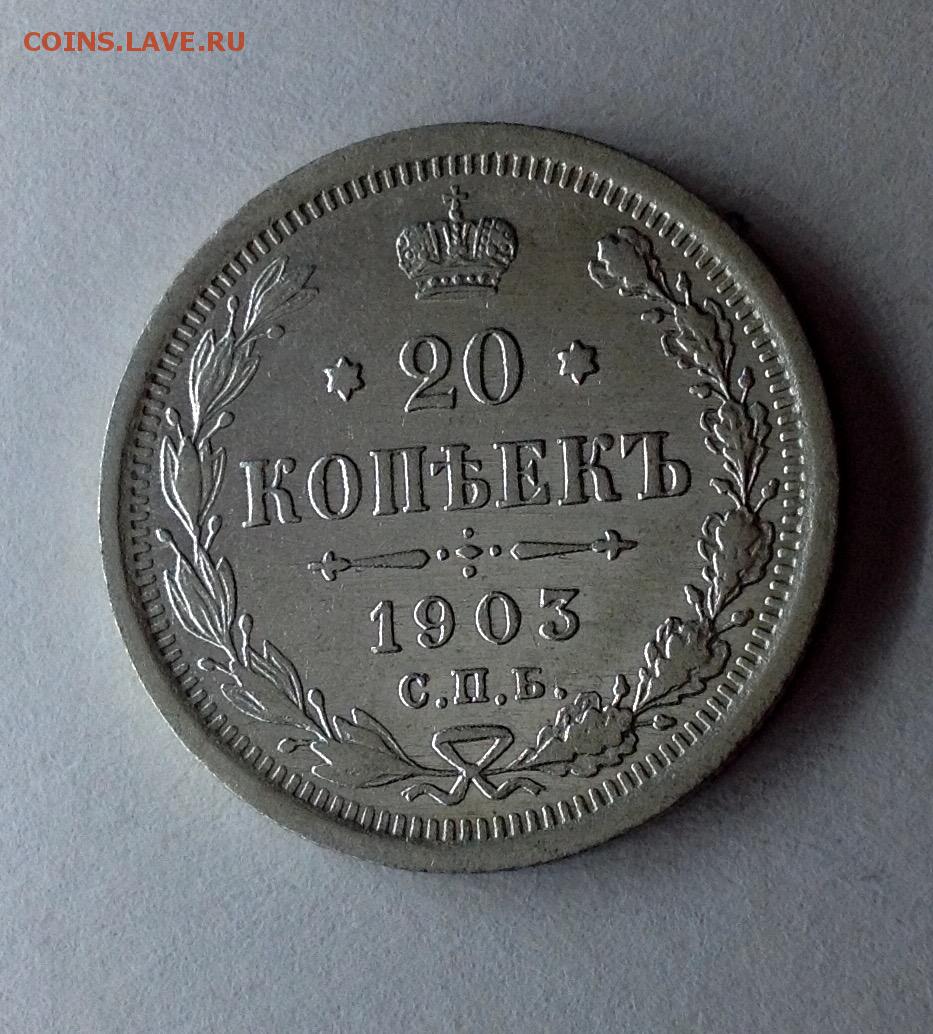 COINS.LAVE.RU
20
КОПѢЕКЪ
1903
С.П.Б.